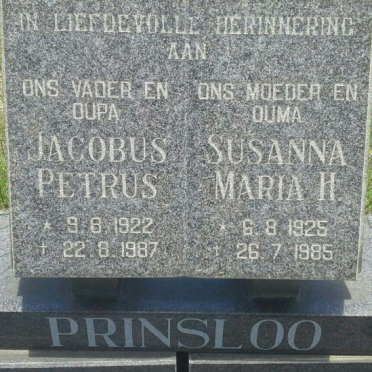 IN LIEFDEVOLLE HERINNERING
AAN
ONS VADER EN
OUPA
JACOBUS
PETRUS
* 9.6.1922
† 22.8.1987
ONS MOEDER EN
OUMA
SUSANNA
MARIA H.
* 6.8.1925
† 26.7.1985
PRINSLOO